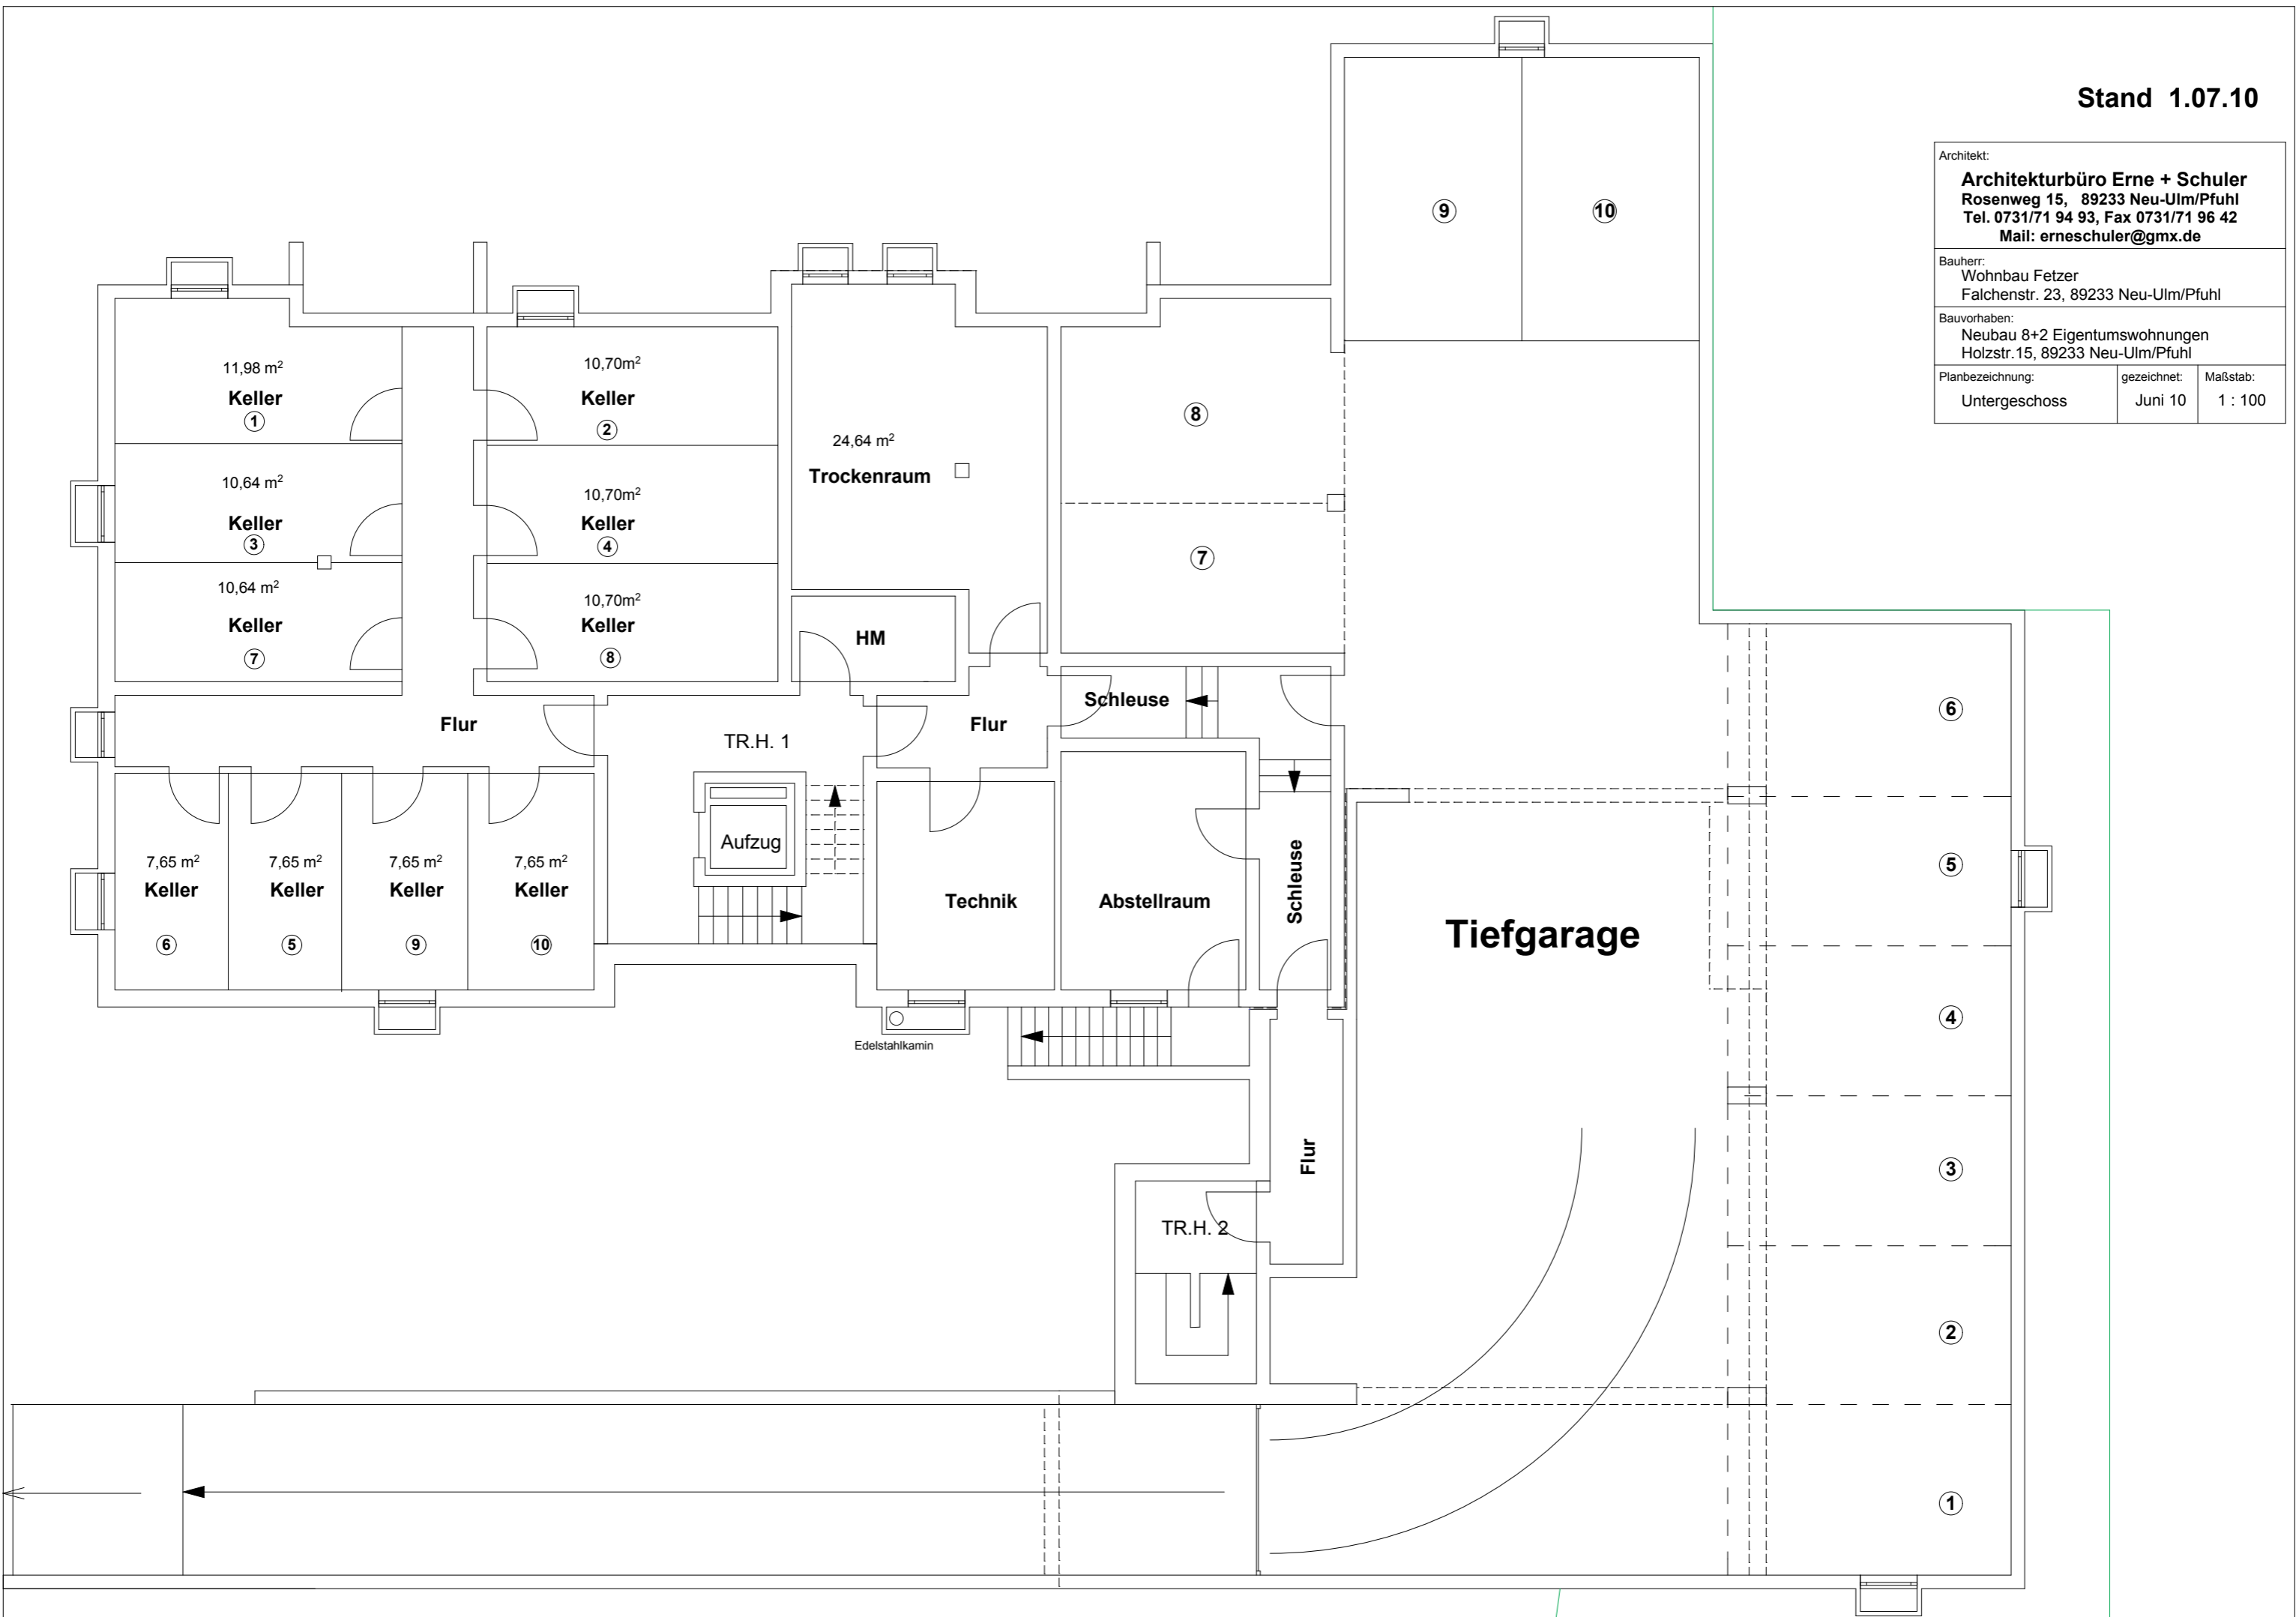 Stand 1.07.10
Architekt:
Architekturbüro Erne + Schuler
Rosenweg 15, 89233 Neu-Ulm/Pfuhl
Tel. 0731/71 94 93, Fax 0731/71 96 42
Mail: erneschuler@gmx.de
Bauherr:
Wohnbau Fetzer
Falchenstr. 23, 89233 Neu-Ulm/Pfuhl
Bauvorhaben:
Neubau 8+2 Eigentumswohnungen
Holzstr.15, 89233 Neu-Ulm/Pfuhl
Planbezeichnung:
Untergeschoss
gezeichnet:
Juni 10
Maßstab:
1 : 100
9
10
11,98 m²
Keller
1
10,70m²
Keller
2
10,64 m²
Keller
3
10,70m²
Keller
4
10,64 m²
Keller
7
10,70m²
Keller
8
24,64 m²
Trockenraum
8
7
HM
Flur
TR.H. 1
Flur
Schleuse
Aufzug
7,65 m²
Keller
6
7,65 m²
Keller
5
7,65 m²
Keller
9
7,65 m²
Keller
10
Technik
Abstellraum
Schleuse
Edelstahlkamin
Tiefgarage
Flur
TR.H. 2
6
5
4
3
2
1